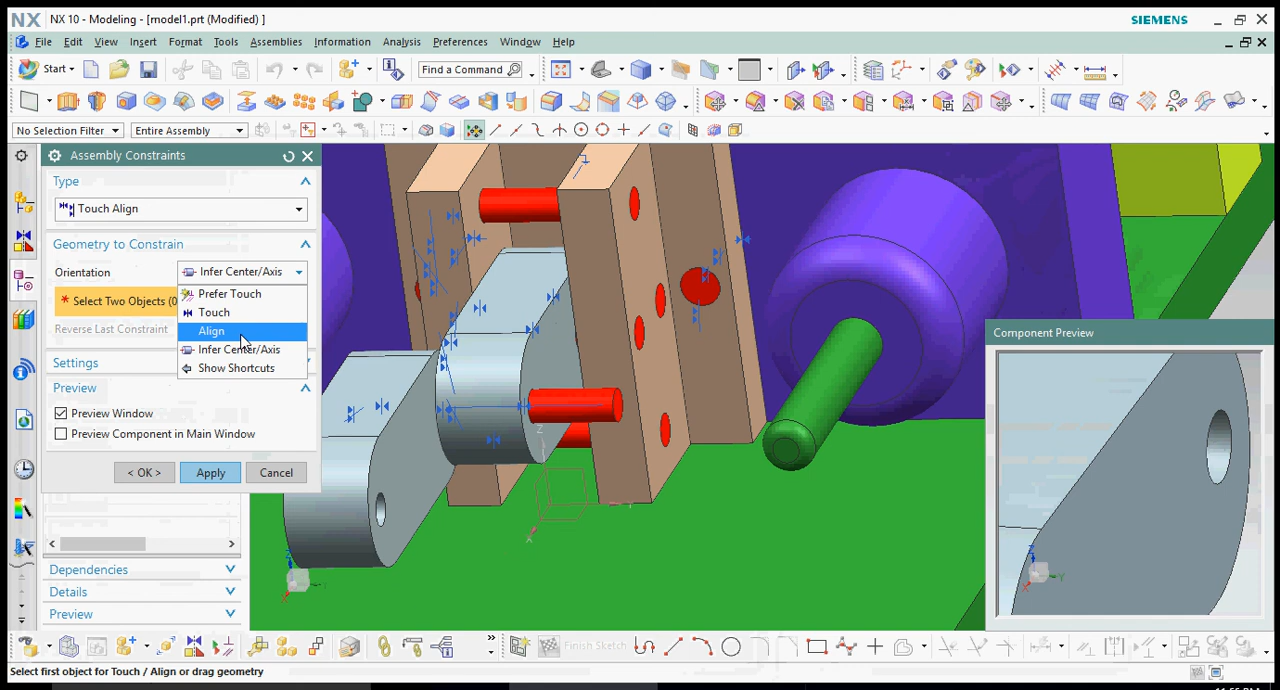 NX NX 10 - Modeling - [model1.prt (Modified) ] SIEMENS
File Edit View Insert Format Tools Assemblies Information Analysis Preferences Window Help
Start Find a Command
No Selection Filter Entire Assembly
Assembly Constraints
Type
Touch Align
Geometry to Constrain
Orientation Infer Center/Axis
Prefer Touch
* Select Two Objects (0
Touch
Reverse Last Constraint Align
Infer Center/Axis
Settings
Show Shortcuts
Preview
Preview Window
Preview Component in Main Window
< OK > Apply Cancel
Dependencies
Details
Preview
Component Preview
Z
X
Z
X
Y
Z
X
Y
Finish Sketch
Select first object for Touch / Align or drag geometry